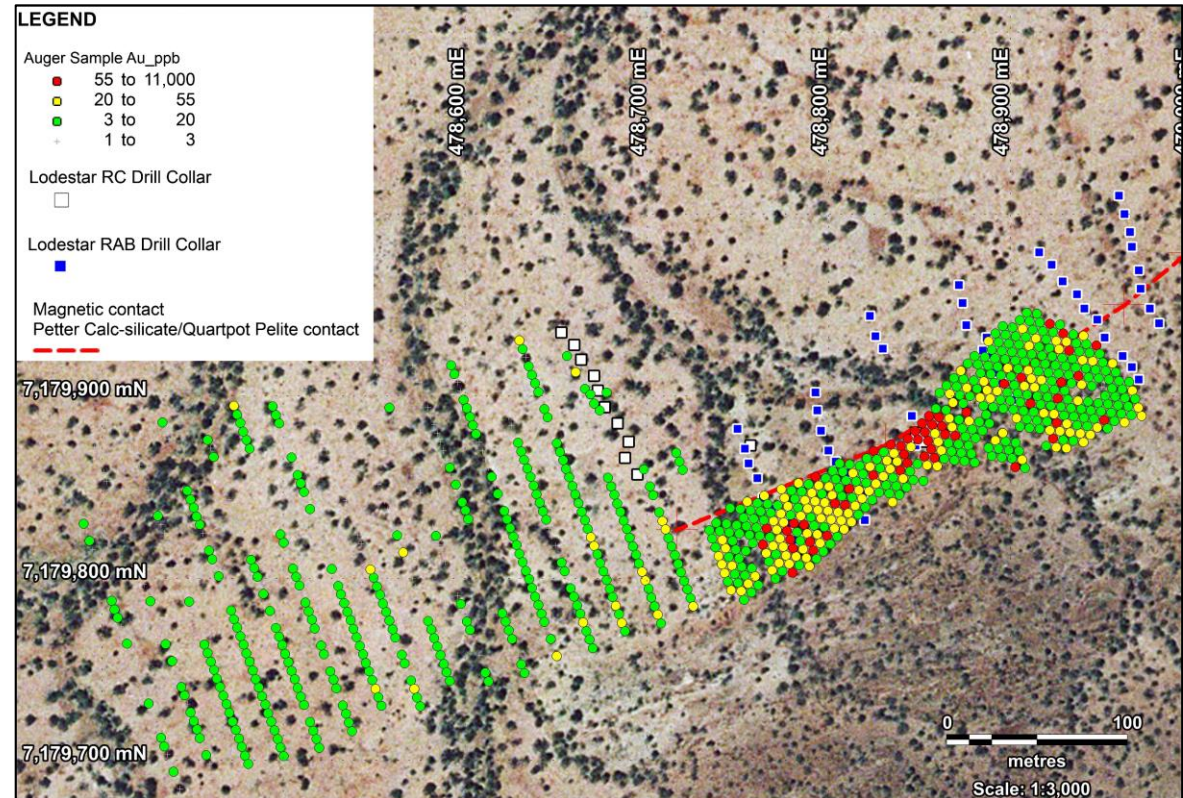 LEGEND
Auger Sample Au_ppb
55 to 11,000
20 to 55
3 to 20
1 to 3
Lodestar RC Drill Collar
Lodestar RAB Drill Collar
Magnetic contact
Petter Calc-silicate/Quartpot Pelite contact
478,600 mE
478,700 mE
478,800 mE
478,900 mE
7,179,900 mN
7,179,800 mN
7,179,700 mN
0 100
metres
Scale: 1:3,000